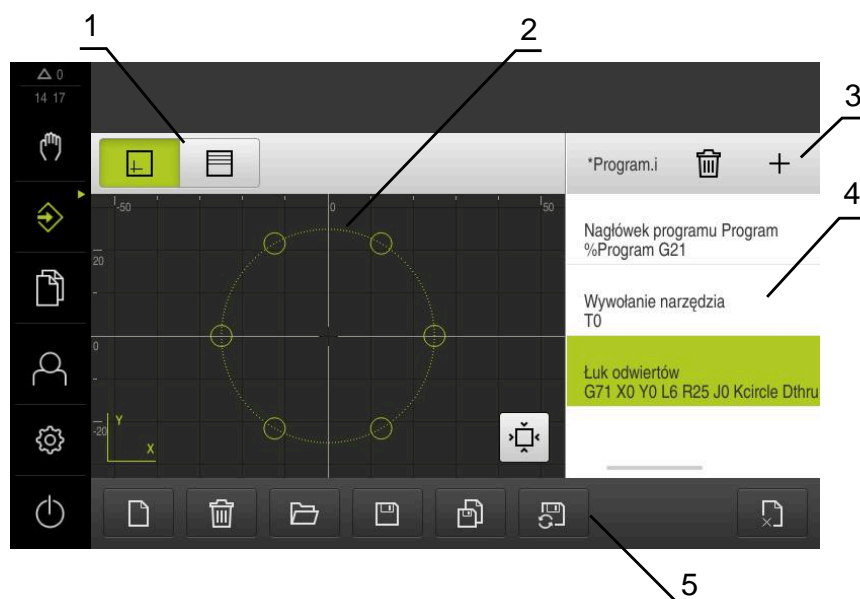 1
2
3
4
5
0
14 17
*Program.i
-50
0
50
20
0
-20
Y
X
Nagłówek programu Program
%Program G21
Wywołanie narzędzia
T0
Łuk odwiertów
G71 X0 Y0 L6 R25 J0 Kcircle Dthru